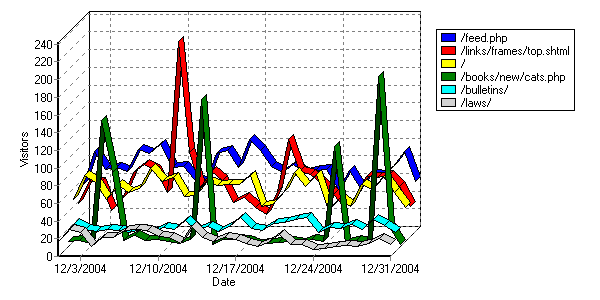 240
220
200
180
160
140
120
100
80
60
40
20
0
Visitors
12/3/2004 12/10/2004 12/17/2004 12/24/2004 12/31/2004
Date
/feed.php
/links/frames/top.shtml
/
/books/new/cats.php
/bulletins/
/laws/